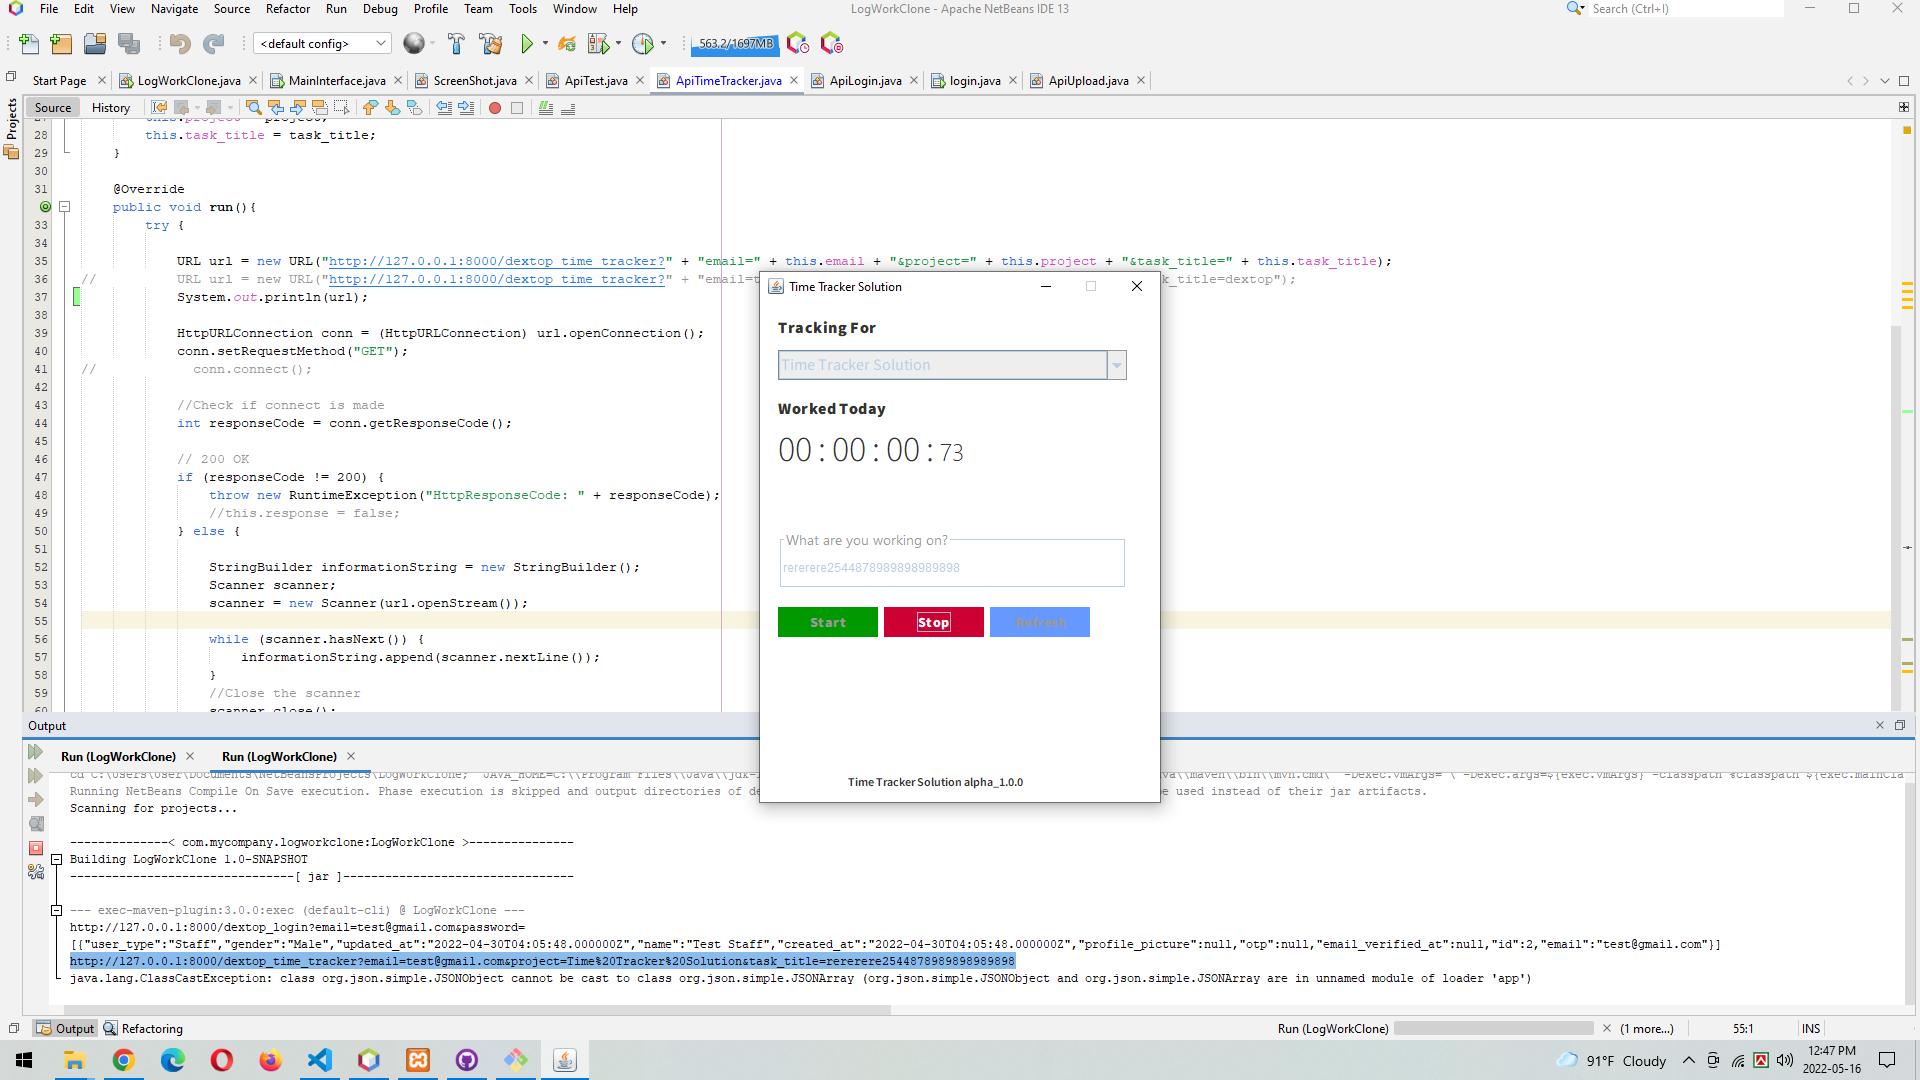 File Edit View Navigate Source Refactor Run Debug Profile Team Tools Window Help
LogWorkClone - Apache NetBeans IDE 13
Search (Ctrl+I)
<default config>
563.2/1697MB
Start Page LogWorkClone.java MainInterface.java ScreenShot.java ApiTest.java ApiTimeTracker.java ApiLogin.java login.java ApiUpload.java
Source History
Projects
28 this.task_title = task_title;
29 }
30
31 @Override
public void run(){
33 try {
34
35 URL url = new URL("http://127.0.0.1:8000/dextop_time_tracker?" + "email=" + this.email + "&project=" + this.project + "&task_title=" + this.task_title);
36 // URL url = new URL("http://127.0.0.1:8000/dextop_time_tracker?" + "email=t k_title=dextop");
37 System.out.println(url);
38
39 HttpURLConnection conn = (HttpURLConnection) url.openConnection();
40 conn.setRequestMethod("GET");
41 // conn.connect();
42
43 //Check if connect is made
44 int responseCode = conn.getResponseCode();
45
46 // 200 OK
47 if (responseCode != 200) {
48 throw new RuntimeException("HttpResponseCode: " + responseCode);
49 //this.response = false;
50 } else {
51
52 StringBuilder informationString = new StringBuilder();
53 Scanner scanner;
54 scanner = new Scanner(url.openStream());
55
56 while (scanner.hasNext()) {
57 informationString.append(scanner.nextLine());
58 }
59 //Close the scanner
60 scanner.close();
Time Tracker Solution
Tracking For
Time Tracker Solution
Worked Today
00 : 00 : 00 : 73
What are you working on?
rererere2544878989898989898
Start Stop Refresh
Time Tracker Solution alpha_1.0.0
Output
Run (LogWorkClone) Run (LogWorkClone)
cd C:\Users\User\Documents\NetBeansProjects\LogWorkClone; "JAVA_HOME=C:\\Program Files\\Java\\jdk-1 ava\\maven\\bin\\mvn.cmd\" "-Dexec.vmArgs= \"-Dexec.args=${exec.vmArgs} -classpath %classpath ${exec.mainCla
Running NetBeans Compile On Save execution. Phase execution is skipped and output directories of de e used instead of their jar artifacts.
Scanning for projects...
--------------< com.mycompany.logworkclone:LogWorkClone >---------------
Building LogWorkClone 1.0-SNAPSHOT
--------------------------------[ jar ]---------------------------------
--- exec-maven-plugin:3.0.0:exec (default-cli) @ LogWorkClone ---
http://127.0.0.1:8000/dextop_login?email=test@gmail.com&password=
[{"user_type":"Staff","gender":"Male","updated_at":"2022-04-30T04:05:48.000000Z","name":"Test Staff","created_at":"2022-04-30T04:05:48.000000Z","profile_picture":null,"otp":null,"email_verified_at":null,"id":2,"email":"test@gmail.com"}]
http://127.0.0.1:8000/dextop_time_tracker?email=test@gmail.com&project=Time%20Tracker%20Solution&task_title=rererere2544878989898989898
java.lang.ClassCastException: class org.json.simple.JSONObject cannot be cast to class org.json.simple.JSONArray (org.json.simple.JSONObject and org.json.simple.JSONArray are in unnamed module of loader 'app')
Output Refactoring
Run (LogWorkClone) (1 more...) 55:1 INS
91°F Cloudy
12:47 PM
2022-05-16